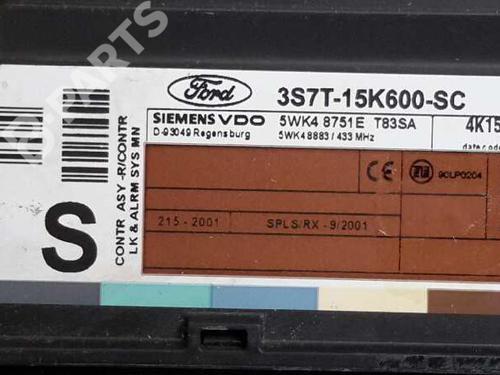 B-PARTS
Ford
3S7T-15K600-SC
SIEMENS VDO
D-93049 Regensburg
5WK4 8751E T83SA
5WK4 8883 / 433 MHz
4K15
CONTR ASY -R/CONTR
LK & ALRM SYS MN
S
CE
215 - 2001
SPLS/RX - 9/2001